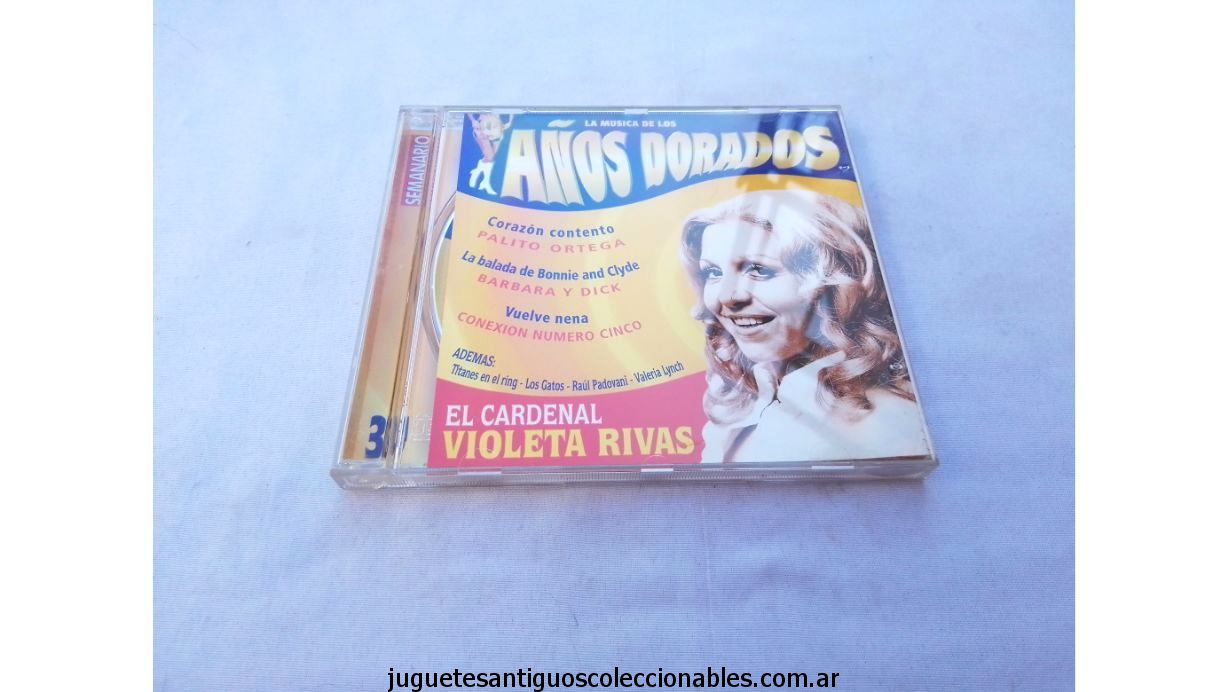 SEMANARIO
LA MUSICA DE LOS
AÑOS DORADOS
Corazón contento
PALITO ORTEGA
La balada de Bonnie and Clyde
BARBARA Y DICK
Vuelve nena
CONEXION NUMERO CINCO
ADEMAS:
Titanes en el ring - Los Gatos - Raúl Padovani - Valeria Lynch
EL CARDENAL
VIOLETA RIVAS
juguetesantiguoscoleccionables.com.ar